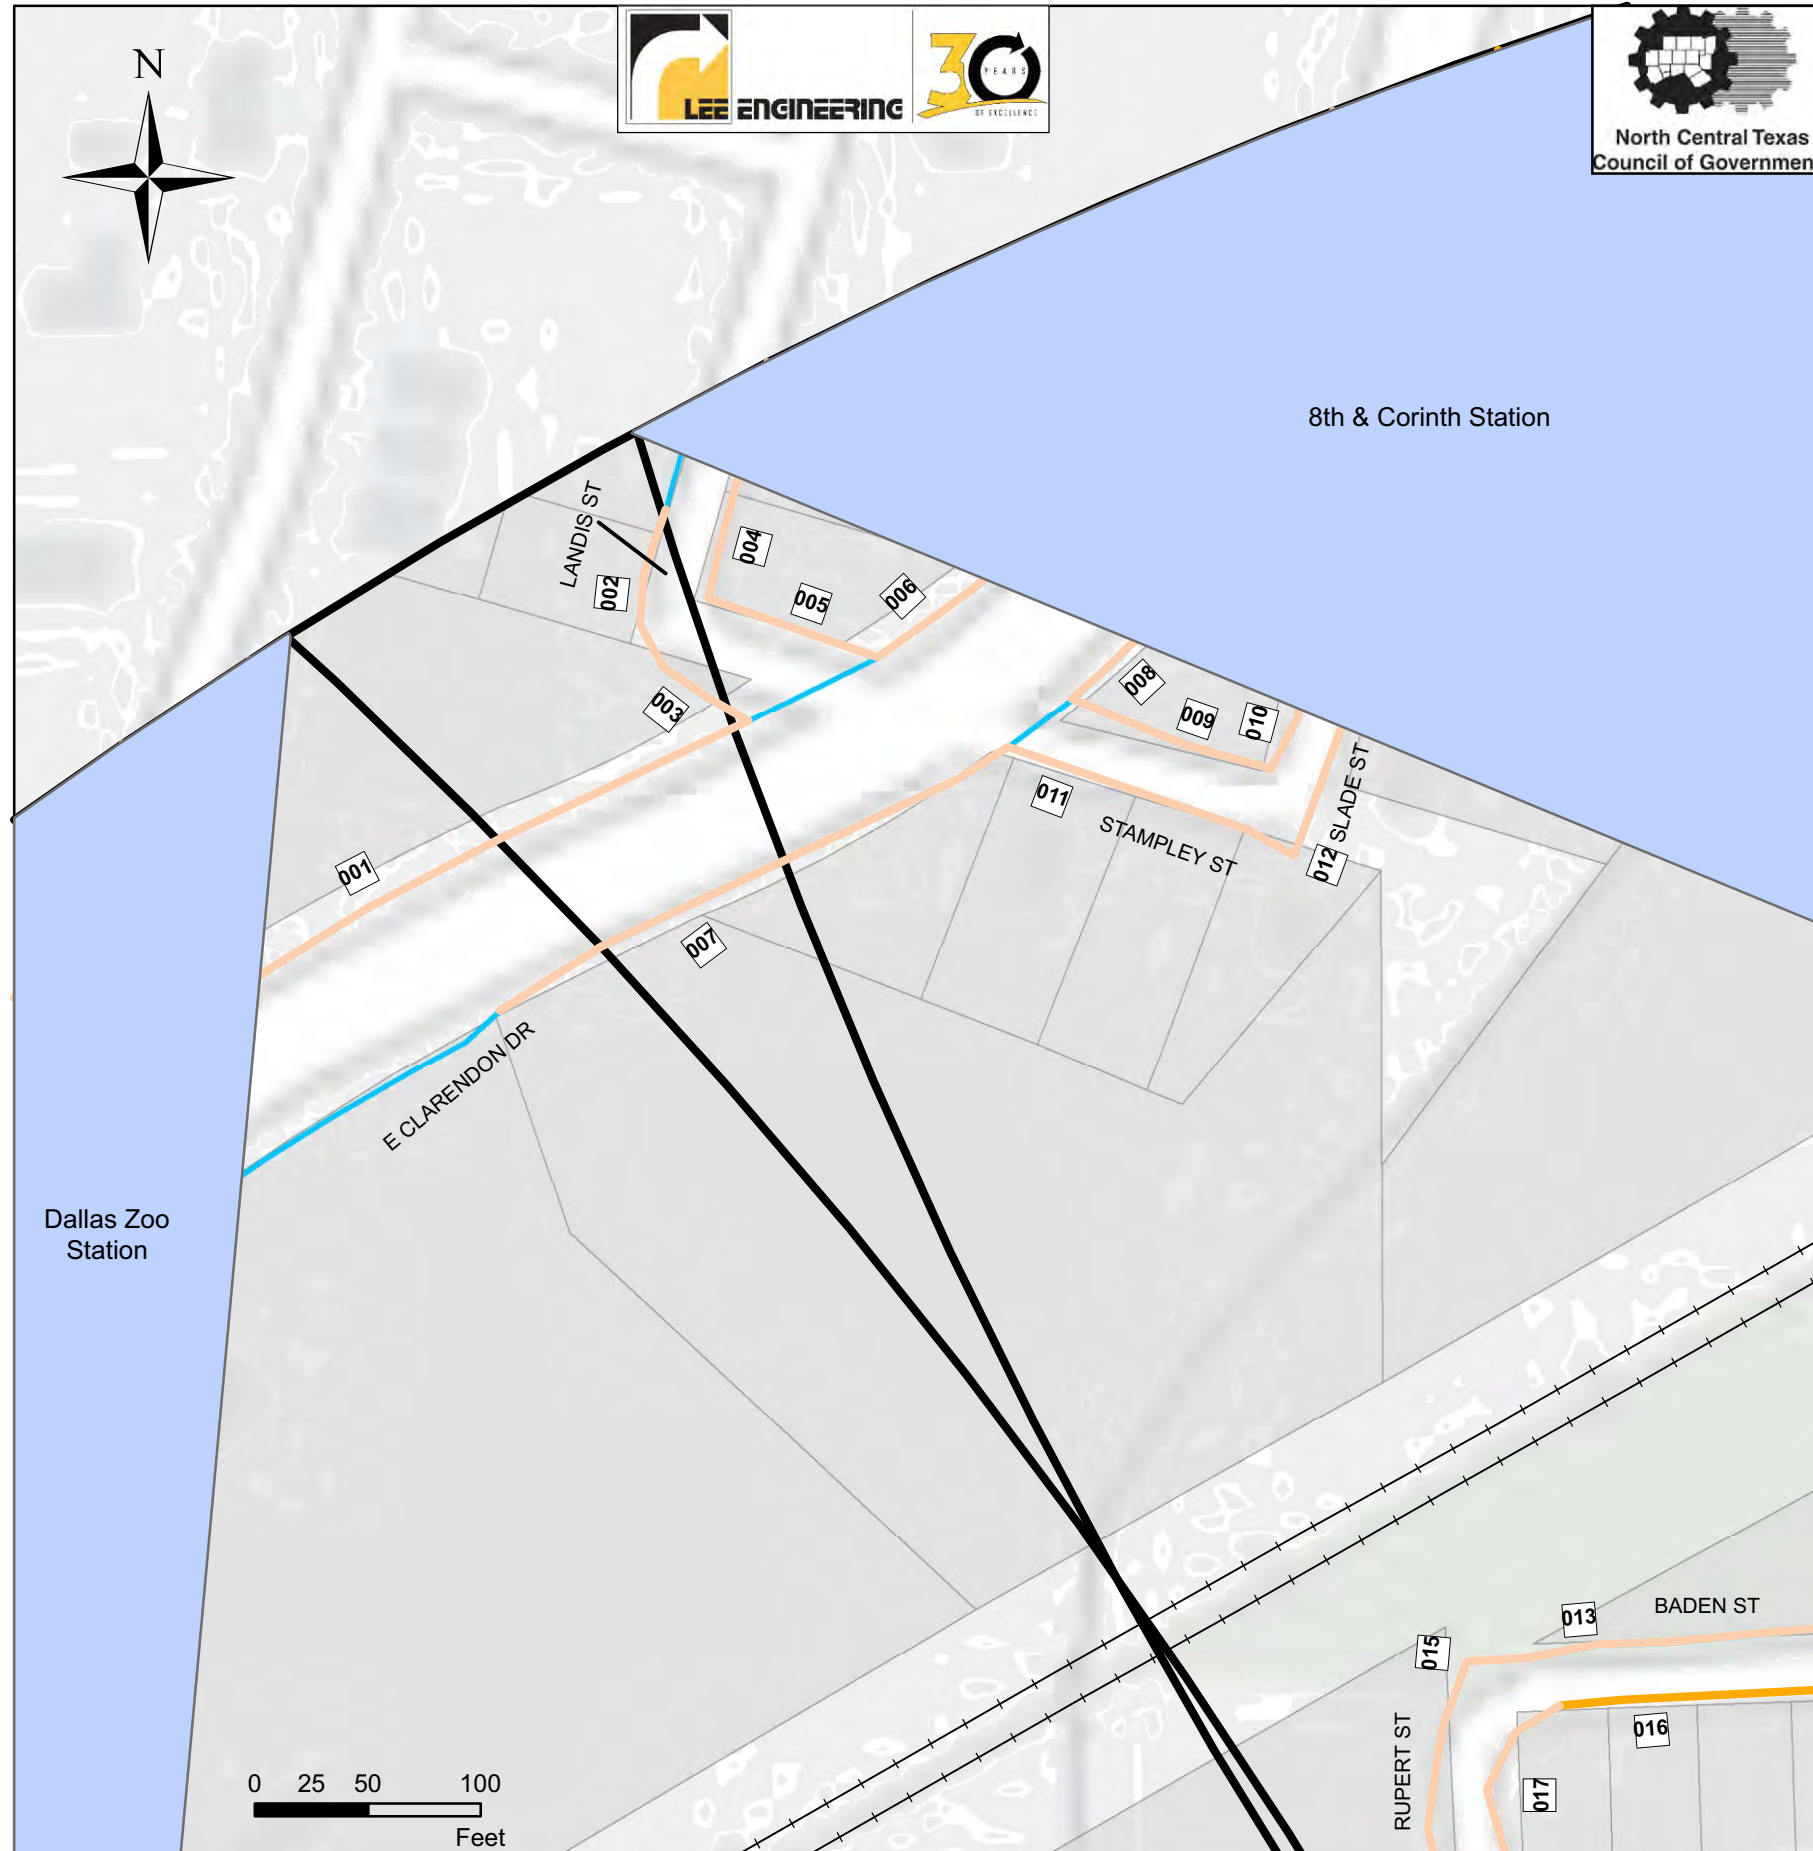 N
LEE ENGINEERING
30
YEARS
OF EXCELLENCE
North Central Texas
Council of Governmen
8th & Corinth Station
LANDIS ST
002
004
005
006
003
008
009
010
SLADE ST
011
STAMPLEY ST
012
001
007
E CLARENDON DR
Dallas Zoo
Station
013
BADEN ST
015
016
RUPERT ST
017
0 25 50 100
Feet